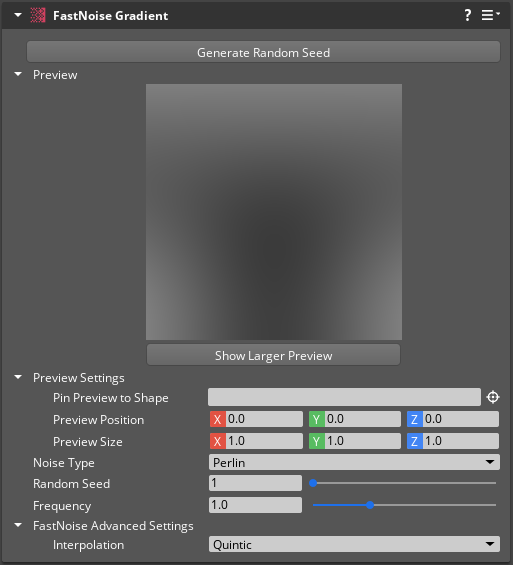 FastNoise Gradient ?
Generate Random Seed
Preview
Show Larger Preview
Preview Settings
Pin Preview to Shape
Preview Position X 0.0 Y 0.0 Z 0.0
Preview Size X 1.0 Y 1.0 Z 1.0
Noise Type Perlin
Random Seed 1
Frequency 1.0
FastNoise Advanced Settings
Interpolation Quintic